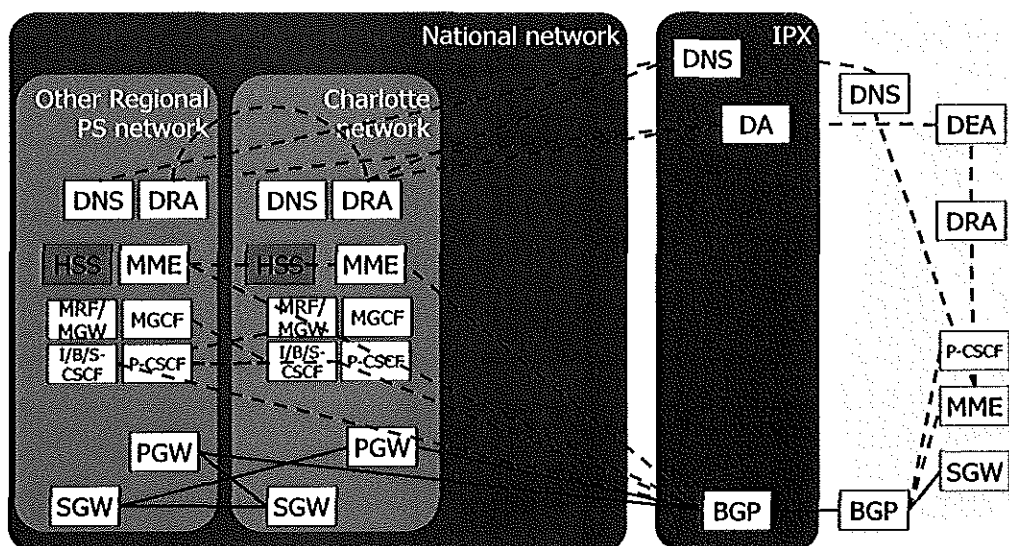 National network
IPX
Other Regional
PS network
Charlotte
network
DNS
DNS
DA
DEA
DNS
DRA
DNS
DRA
DRA
HSS
MME
HSS
MME
MRF/
MGW
MGCF
MRF/
MGW
MGCF
I/B/S-
CSCF
P-CSCF
I/B/S-
CSCF
P-CSCF
P-CSCF
MME
PGW
PGW
SGW
SGW
SGW
BGP
BGP